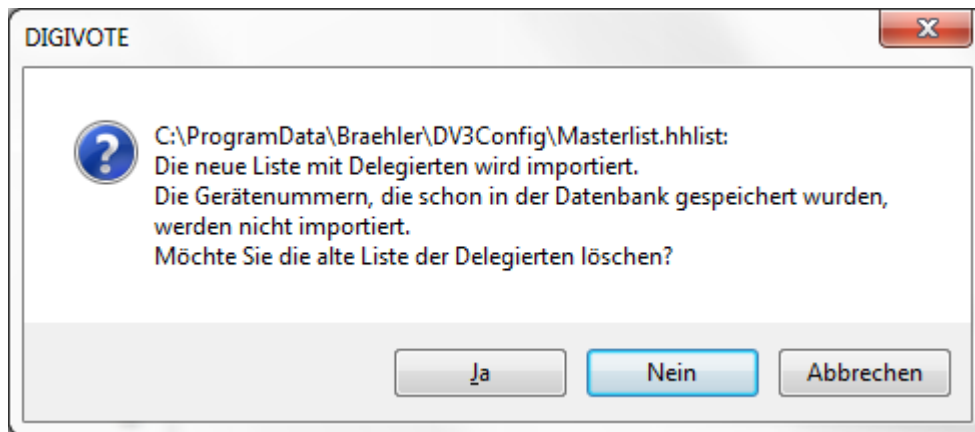 DIGIVOTE
C:\ProgramData\Braehler\DV3Config\Masterlist.hhlist:
Die neue Liste mit Delegierten wird importiert.
Die Gerätenummern, die schon in der Datenbank gespeichert wurden,
werden nicht importiert.
Möchte Sie die alte Liste der Delegierten löschen?
Ja
Nein
Abbrechen